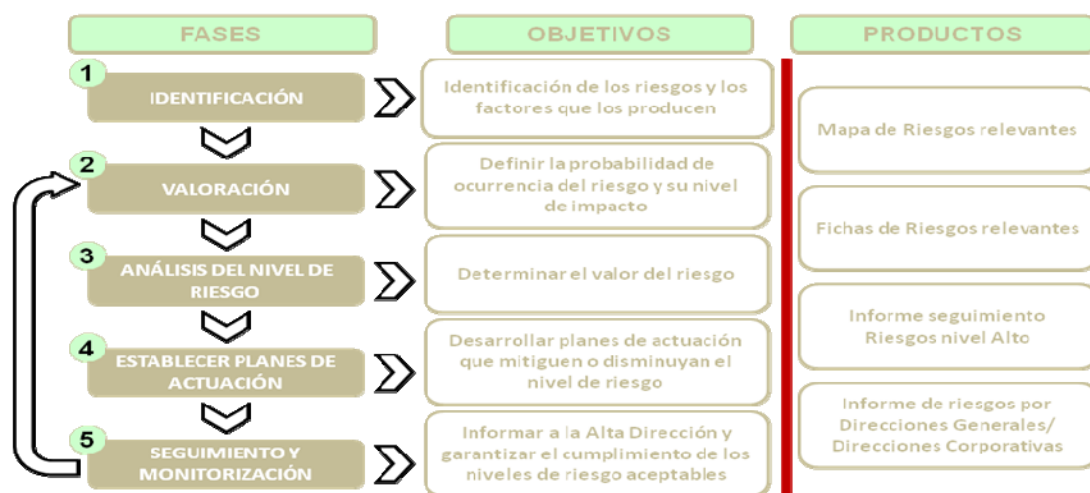 FASES
OBJETIVOS
PRODUCTOS
1
IDENTIFICACIÓN
Identificación de los riesgos y los
factores que los producen
2
VALORACIÓN
Definir la probabilidad de
ocurrencia del riesgo y su nivel
de impacto
3
ANÁLISIS DEL NIVEL DE
RIESGO
Determinar el valor del riesgo
4
ESTABLECER PLANES DE
ACTUACIÓN
Desarrollar planes de actuación
que mitiguen o disminuyan el
nivel de riesgo
5
SEGUIMIENTO Y
MONITORIZACIÓN
Informar a la Alta Dirección y
garantizar el cumplimiento de los
niveles de riesgo aceptables
Mapa de Riesgos relevantes
Fichas de Riesgos relevantes
Informe seguimiento
Riesgos nivel Alto
Informe de riesgos por
Direcciones Generales/
Direcciones Corporativas